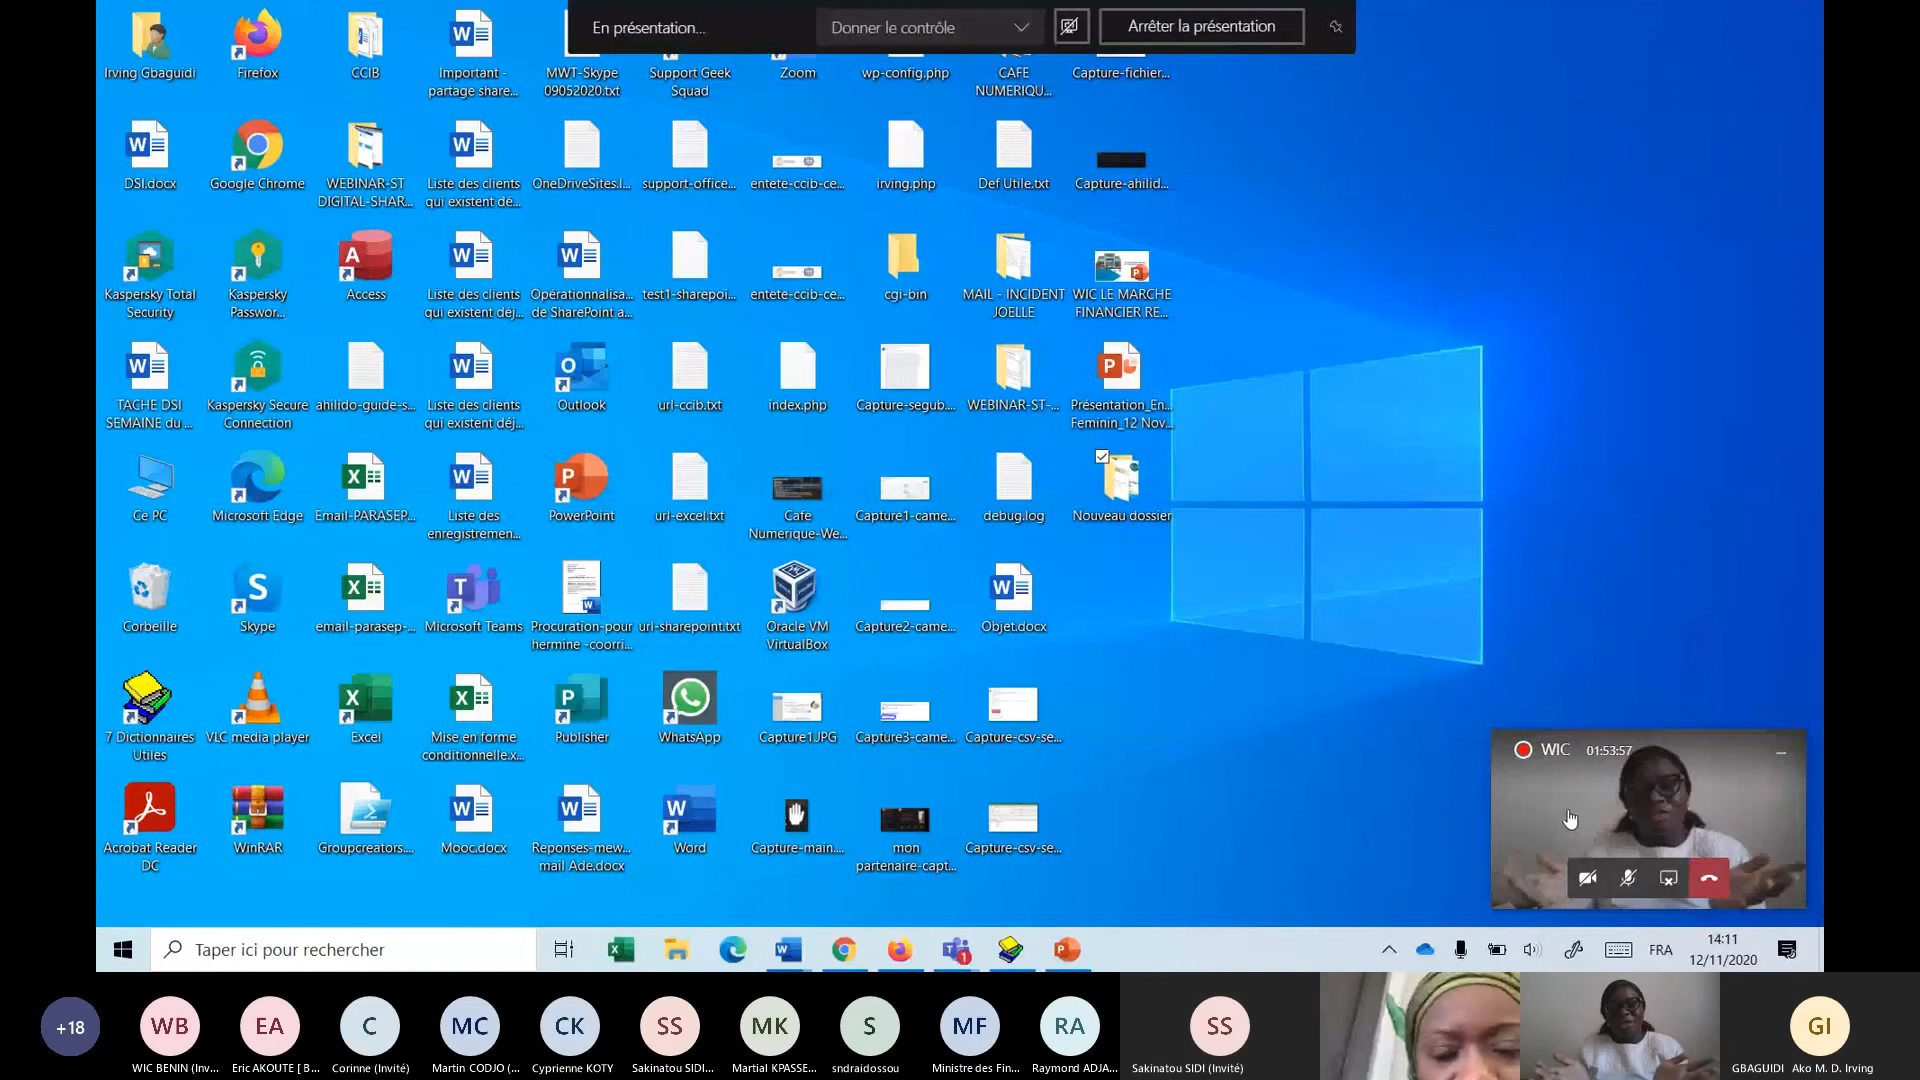 En présentation...
Donner le contrôle
Arrêter la présentation
Irving Gbaguidi
Firefox
CCIB
Important -
partage share...
MWT-Skype
09052020.txt
Support Geek
Squad
Zoom
wp-config.php
CAFE
NUMERIQU...
Capture-fichier...
DSI.docx
Google Chrome
WEBINAR-ST
DIGITAL-SHAR...
Liste des clients
qui existent dé...
OneDriveSites.l...
support-office...
entete-ccib-ce...
irving.php
Def Utile.txt
Capture-ahilid...
Kaspersky Total
Security
Kaspersky
Passwor...
Access
Liste des clients
qui existent déj...
Opérationnalisa...
de SharePoint a...
test1-sharepoi...
entete-ccib-ce...
cgi-bin
MAIL - INCIDENT
JOELLE
WIC LE MARCHE
FINANCIER RE...
TACHE DSI
SEMAINE du ...
Kaspersky Secure
Connection
ahilido-guide-s...
Liste des clients
qui existent déj...
Outlook
url-ccib.txt
index.php
Capture-segub....
WEBINAR-ST-...
Présentation_En...
Feminin_12 Nov...
Ce PC
Microsoft Edge
Email-PARASEP...
Liste des
enregistremen...
PowerPoint
url-excel.txt
Cafe
Numerique-We...
Capture1-came...
debug.log
Nouveau dossier
Corbeille
Skype
email-parasep-...
Microsoft Teams
Procuration-pour
hermine -coorri...
url-sharepoint.txt
Oracle VM
VirtualBox
Capture2-came...
Objet.docx
7 Dictionnaires
Utiles
VLC media player
Excel
Mise en forme
conditionnelle.x...
Publisher
WhatsApp
Capture1JPG
Capture3-came...
Capture-csv-se...
WIC 01:53:57
Acrobat Reader
DC
WinRAR
Groupcreators....
Mooc.docx
Reponses-mew...
mail Ade.docx
Word
Capture-main....
mon
partenaire-capt...
Capture-csv-se...
Taper ici pour rechercher
1
FRA
14:11
12/11/2020
+18
WB
EA
C
MC
CK
SS
MK
S
MF
RA
SS
GI
WIC BENIN (Inv...
Eric AKOUTE [ B...
Corinne (Invité)
Martin CODJO (...
Cyprienne KOTY
Sakinatou SIDI...
Martial KPASSE...
sndraidossou
Ministre des Fin...
Raymond ADJA...
Sakinatou SIDI (Invité)
GBAGUIDI Ako M. D. Irving